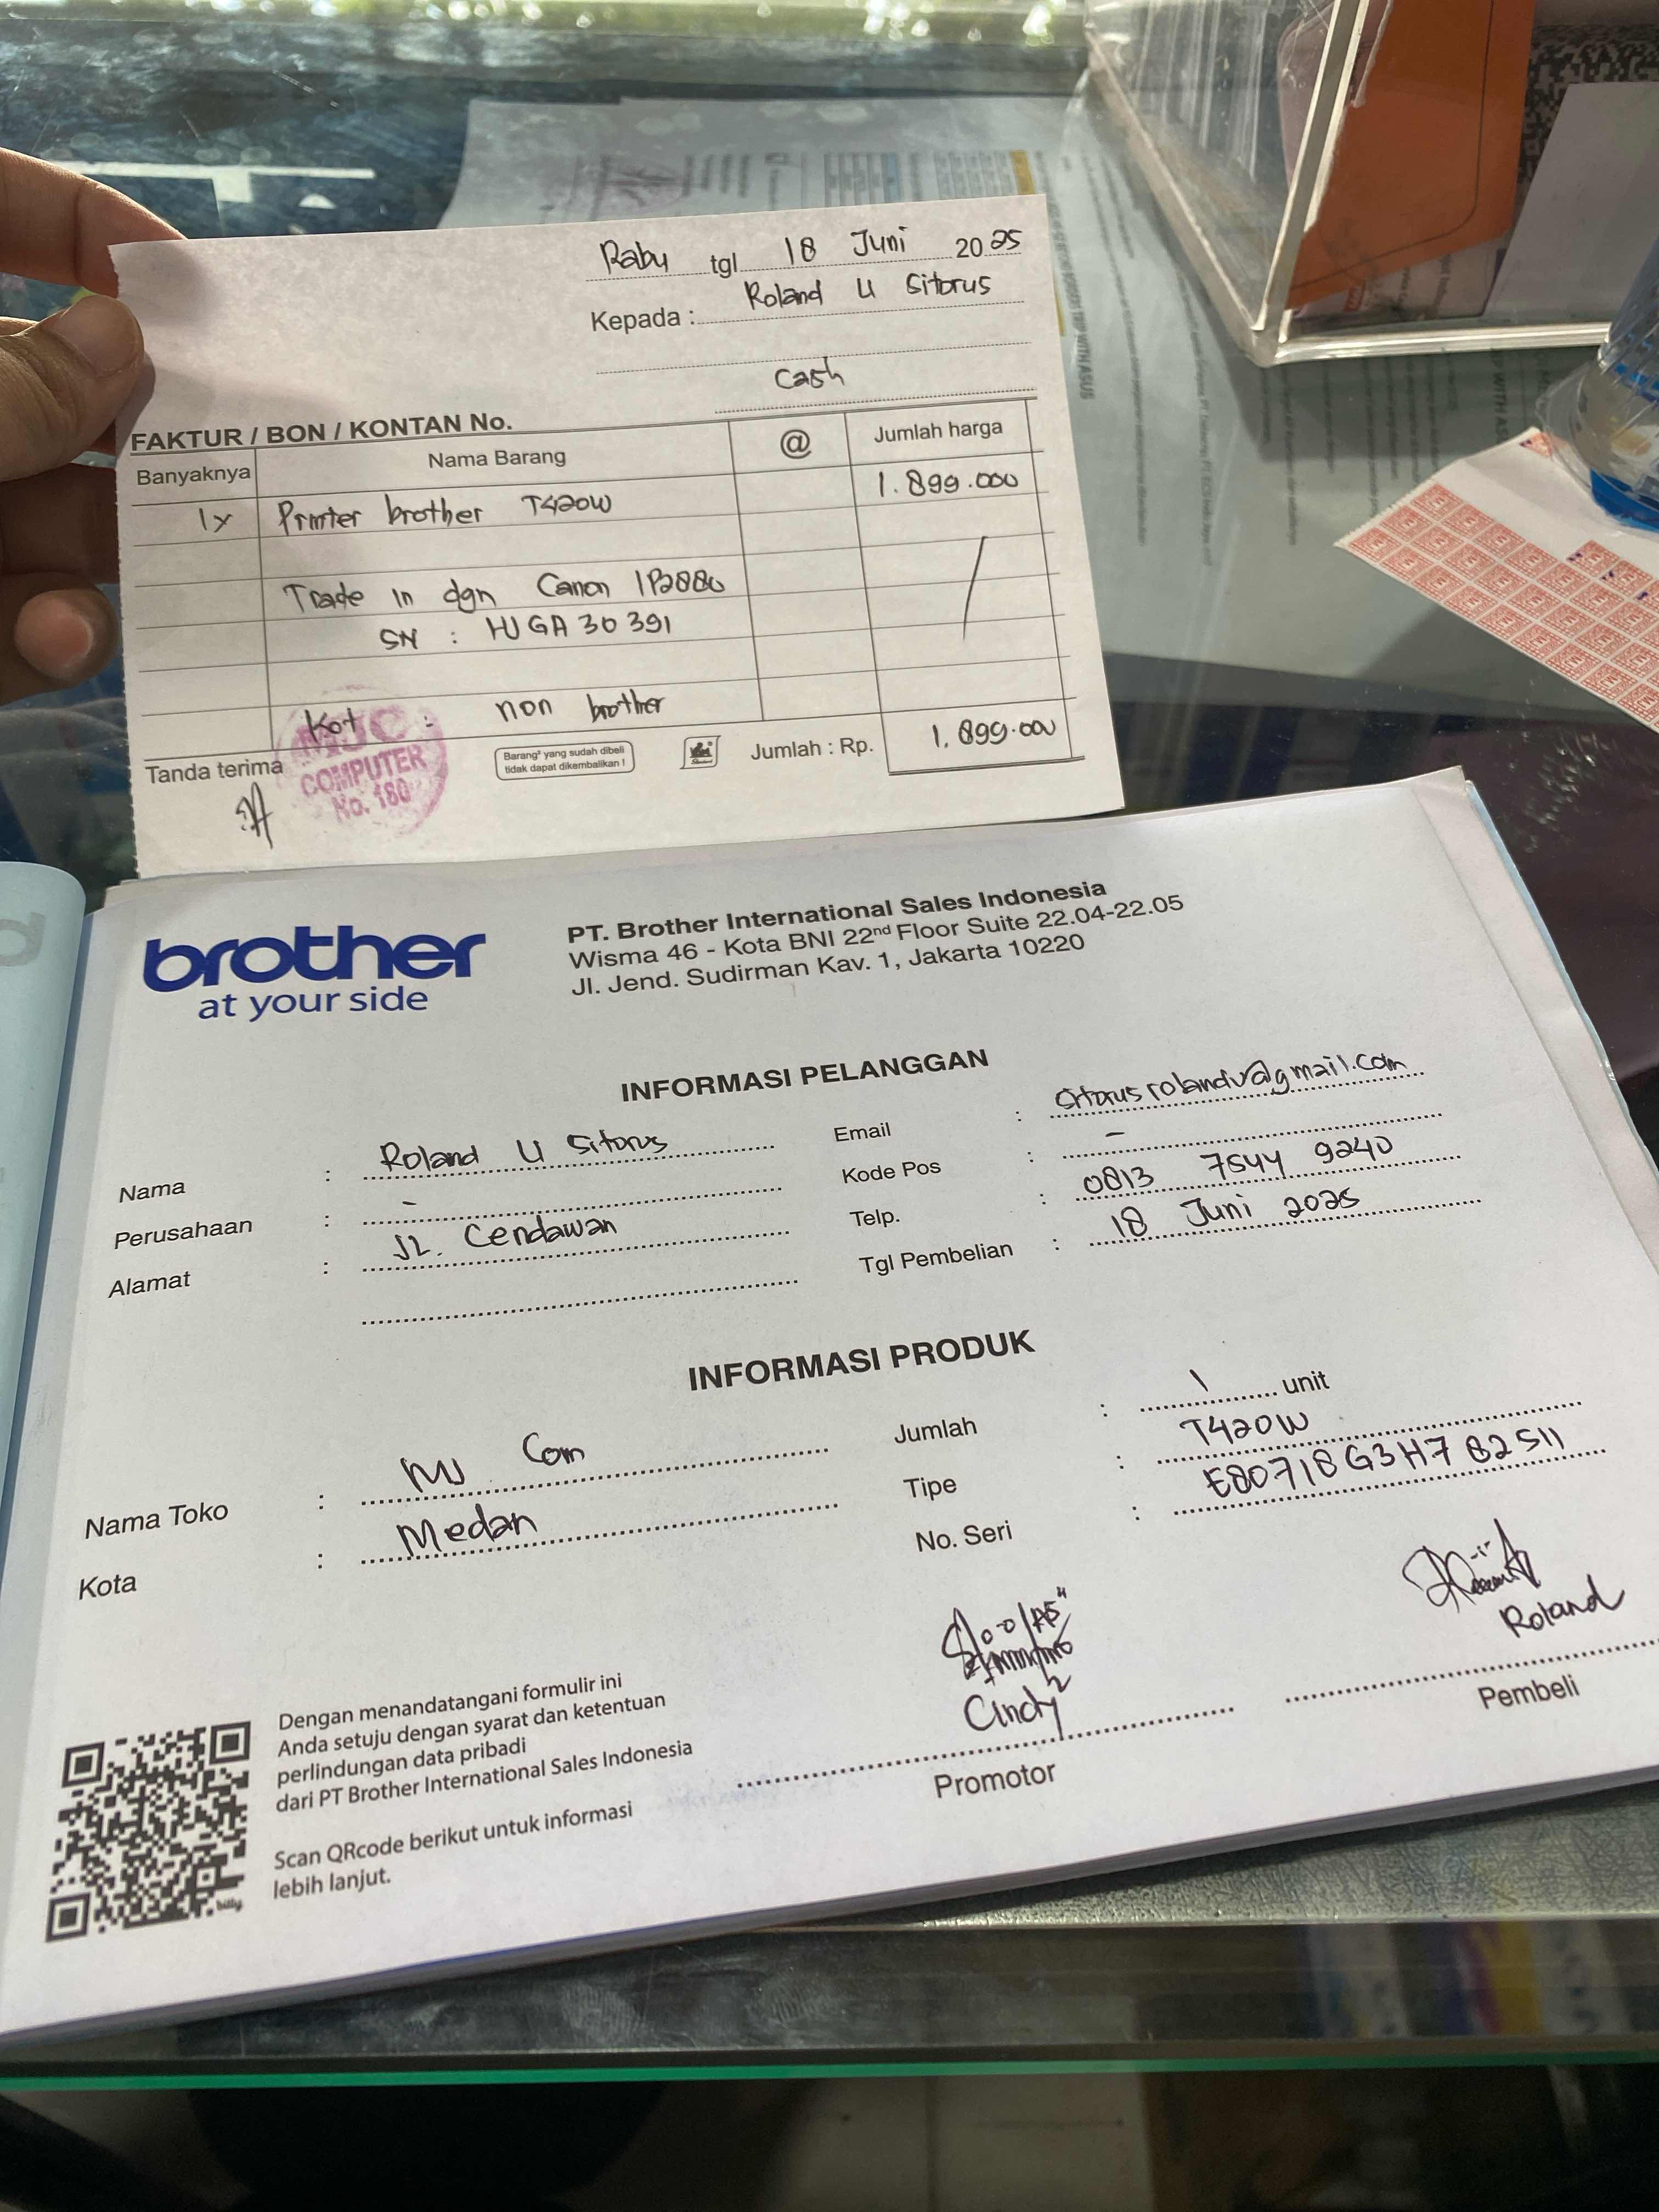 Rabu tgl 18 Juni 2025
Kepada : Roland U Sitorus
Cash
FAKTUR / BON / KONTAN No.
Banyaknya Nama Barang @ Jumlah harga
1x Printer brother T420W 1.899.000
Trade in dgn Canon IP2880
SN : HUGA30391
Ket : non brother
Tanda terima
MJC
COMPUTER
No. 180
Barang² yang sudah dibeli
tidak dapat dikembalikan !
Jumlah : Rp. 1.899.000
brother
at your side
PT. Brother International Sales Indonesia
Wisma 46 - Kota BNI 22nd Floor Suite 22.04-22.05
Jl. Jend. Sudirman Kav. 1, Jakarta 10220
INFORMASI PELANGGAN
Nama : Roland U Sitorus
Perusahaan : -
Alamat : JL. Cendawan
Email : sitorusrolandu@gmail.com
Kode Pos : -
Telp. : 0813 7544 9240
Tgl Pembelian : 18 Juni 2025
INFORMASI PRODUK
Nama Toko : MJ Com
Kota : Medan
Jumlah : 1 unit
Tipe : T420W
No. Seri : E80718G3H782511
Dengan menandatangani formulir ini
Anda setuju dengan syarat dan ketentuan
perlindungan data pribadi
dari PT Brother International Sales Indonesia
Scan QRcode berikut untuk informasi
lebih lanjut.
Cindy
Promotor
Roland
Pembeli